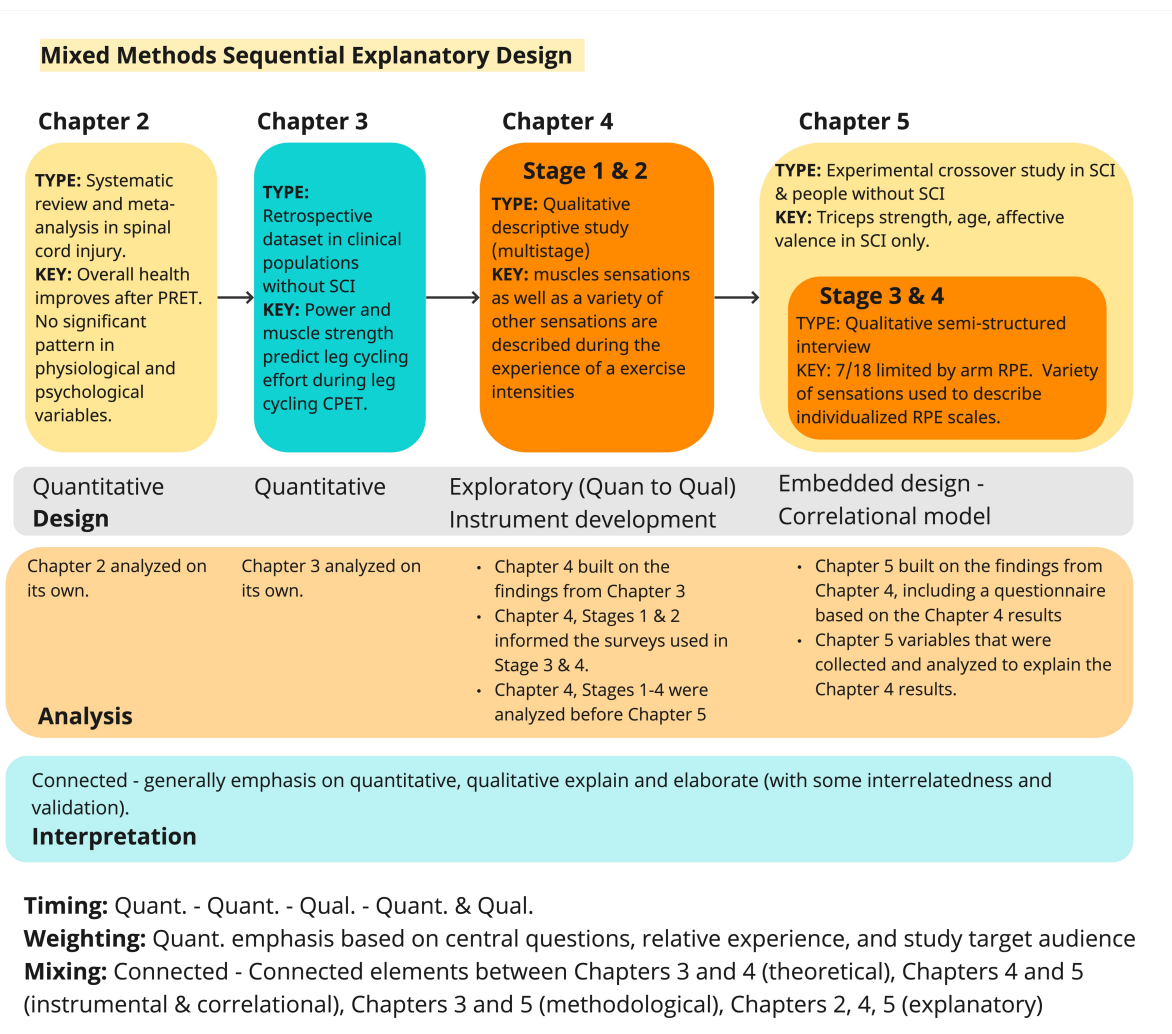 Mixed Methods Sequential Explanatory Design
Chapter 2
TYPE: Systematic
review and meta-
analysis in spinal
cord injury.
KEY: Overall health
improves after PRET.
No significant
pattern in
physiological and
psychological
variables.
Chapter 3
TYPE:
Retrospective
dataset in clinical
populations
without SCI
KEY: Power and
muscle strength
predict leg cycling
effort during leg
cycling CPET.
Chapter 4
Stage 1 & 2
TYPE: Qualitative
descriptive study
(multistage)
KEY: muscles sensations
as well as a variety of
other sensations are
described during the
experience of a exercise
intensities
Chapter 5
TYPE: Experimental crossover study in SCI
& people without SCI
KEY: Triceps strength, age, affective
valence in SCI only.
Stage 3 & 4
TYPE: Qualitative semi-structured
interview
KEY: 7/18 limited by arm RPE. Variety
of sensations used to describe
individualized RPE scales.
Quantitative
Design
Quantitative
Exploratory (Quan to Qual)
Instrument development
Embedded design -
Correlational model
Chapter 2 analyzed on
its own.
Chapter 3 analyzed on
its own.
• Chapter 4 built on the
findings from Chapter 3
• Chapter 4, Stages 1 & 2
informed the surveys used in
Stage 3 & 4.
• Chapter 4, Stages 1-4 were
analyzed before Chapter 5
• Chapter 5 built on the findings from
Chapter 4, including a questionnaire
based on the Chapter 4 results
• Chapter 5 variables that were
collected and analyzed to explain the
Chapter 4 results.
Analysis
Connected - generally emphasis on quantitative, qualitative explain and elaborate (with some interrelatedness and
validation).
Interpretation
Timing: Quant. - Quant. - Qual. - Quant. & Qual.
Weighting: Quant. emphasis based on central questions, relative experience, and study target audience
Mixing: Connected - Connected elements between Chapters 3 and 4 (theoretical), Chapters 4 and 5
(instrumental & correlational), Chapters 3 and 5 (methodological), Chapters 2, 4, 5 (explanatory)